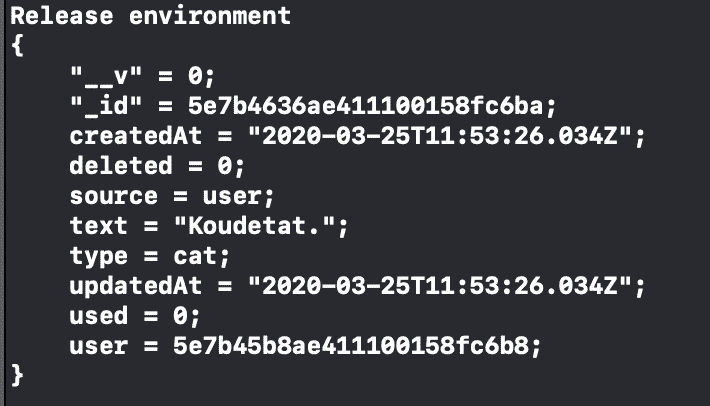 Release environment
{
    "__v" = 0;
    "_id" = 5e7b4636ae411100158fc6ba;
    createdAt = "2020-03-25T11:53:26.034Z";
    deleted = 0;
    source = user;
    text = "Koudetat.";
    type = cat;
    updatedAt = "2020-03-25T11:53:26.034Z";
    used = 0;
    user = 5e7b45b8ae411100158fc6b8;
}